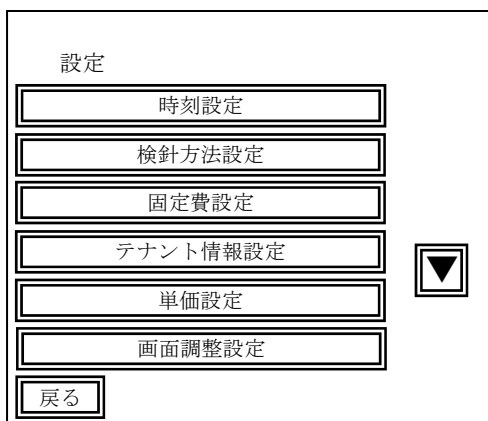 設定
時刻設定
検針方法設定
固定費設定
テナント情報設定
単価設定
画面調整設定
戻る